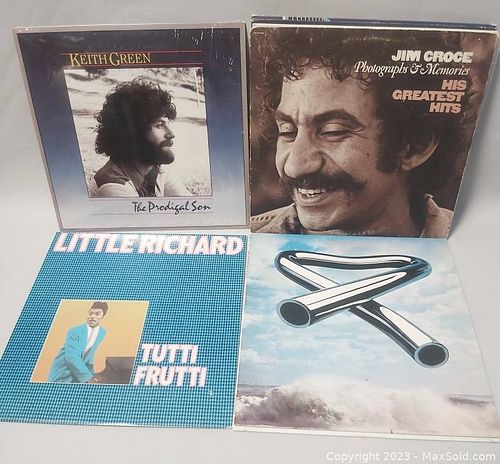 KEITH GREEN
The Prodigal Son
JIM CROCE
Photographs & Memories
HIS
GREATEST
HITS
LITTLE RICHARD
TUTTI
FRUTTI
Copyright 2023 - MaxSold.com